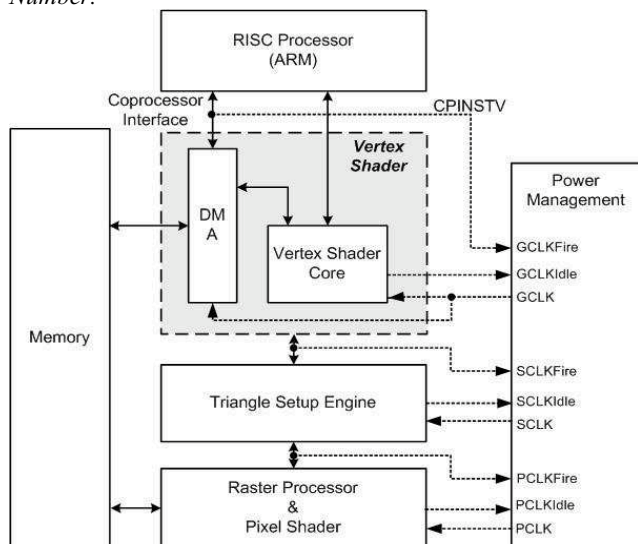 Number.
RISC Processor
(ARM)
Coprocessor
Interface
CPINSTV
Vertex
Shader
Power
Management
DM
A
GCLKFire
Vertex Shader
Core
GCLKIdle
GCLK
Memory
SCLKFire
Triangle Setup Engine
SCLKIdle
SCLK
PCLKFire
Raster Processor
&
Pixel Shader
PCLKIdle
PCLK